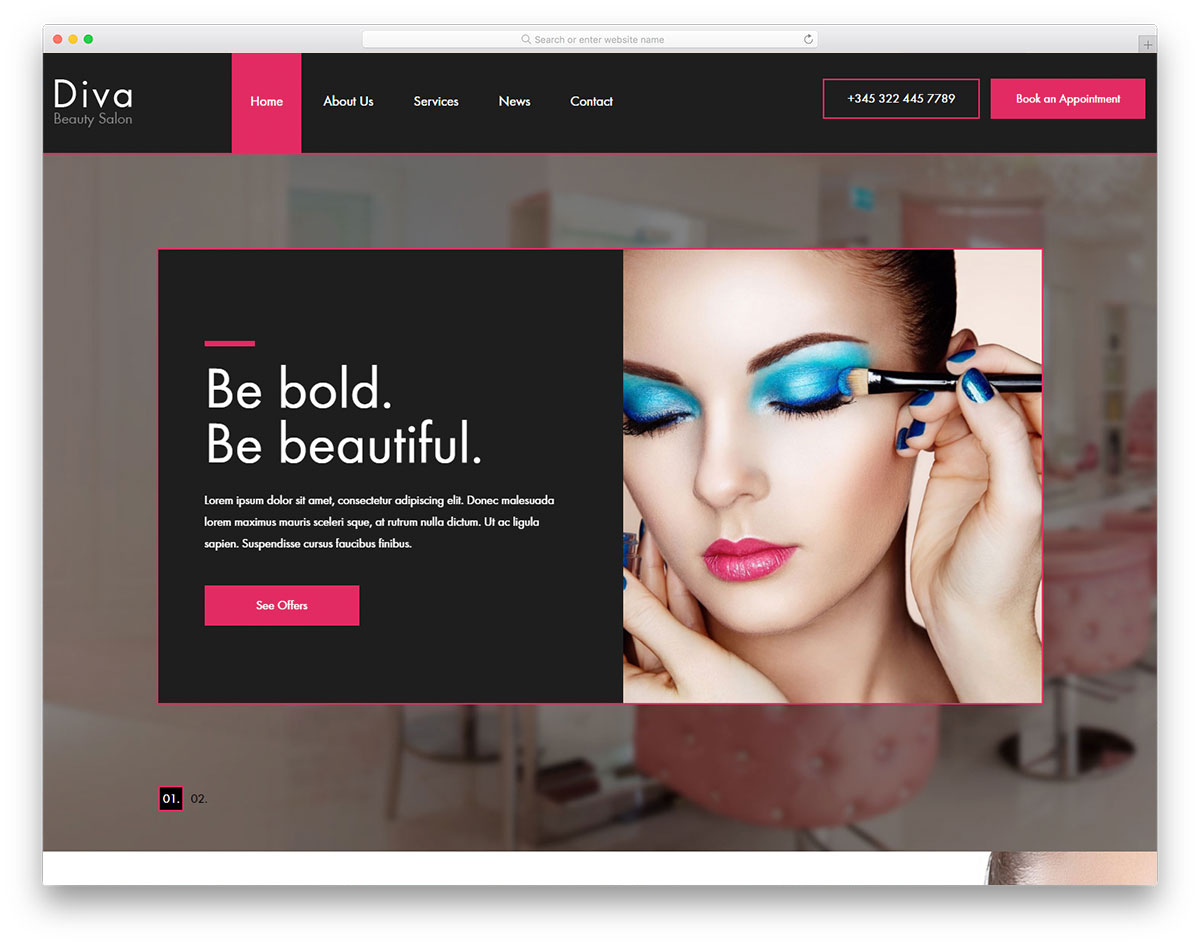 Search or enter website name
Diva
Beauty Salon
Home
About Us
Services
News
Contact
+345 322 445 7789
Book an Appointment
Be bold.
Be beautiful.
Lorem ipsum dolor sit amet, consectetur adipiscing elit. Donec malesuada
lorem maximus mauris sceleri sque, at rutrum nulla dictum. Ut ac ligula
sapien. Suspendisse cursus faucibus finibus.
See Offers
01. 02.